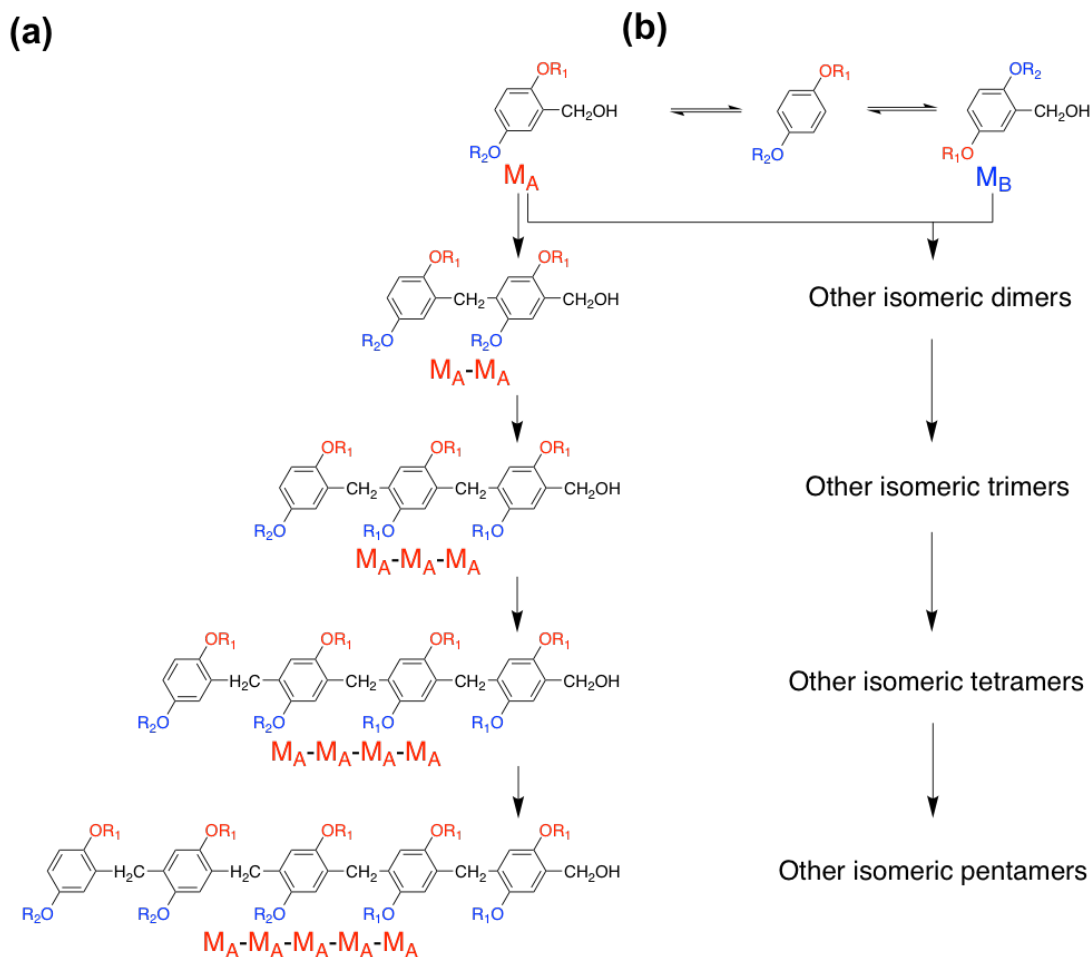 (a)
(b)
OR1
CH2OH
R2O
MA
OR1
R2O
OR2
CH2OH
R1O
MB
OR1
OR1
CH2
CH2OH
R2O
R2O
MA-MA
Other isomeric dimers
OR1
OR1
OR1
CH2
CH2
CH2OH
R2O
R1O
R1O
MA-MA-MA
Other isomeric trimers
OR1
OR1
OR1
OR1
H2C
CH2
CH2
CH2OH
R2O
R2O
R1O
R1O
MA-MA-MA-MA
Other isomeric tetramers
OR1
OR1
OR1
OR1
OR1
H2C
H2C
CH2
CH2
CH2OH
R2O
R2O
R2O
R1O
R1O
MA-MA-MA-MA-MA
Other isomeric pentamers